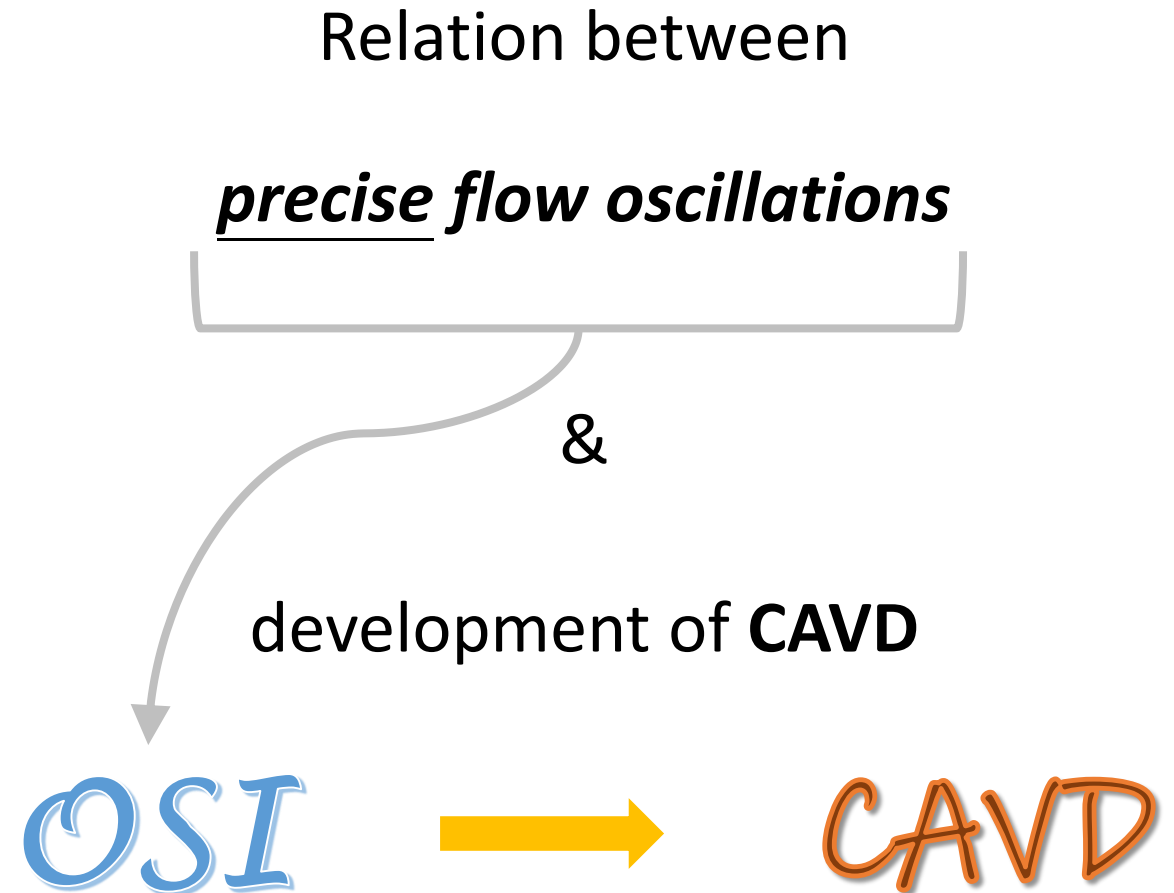 Relation between
precise flow oscillations
&
development of CAVD
OSI CAVD